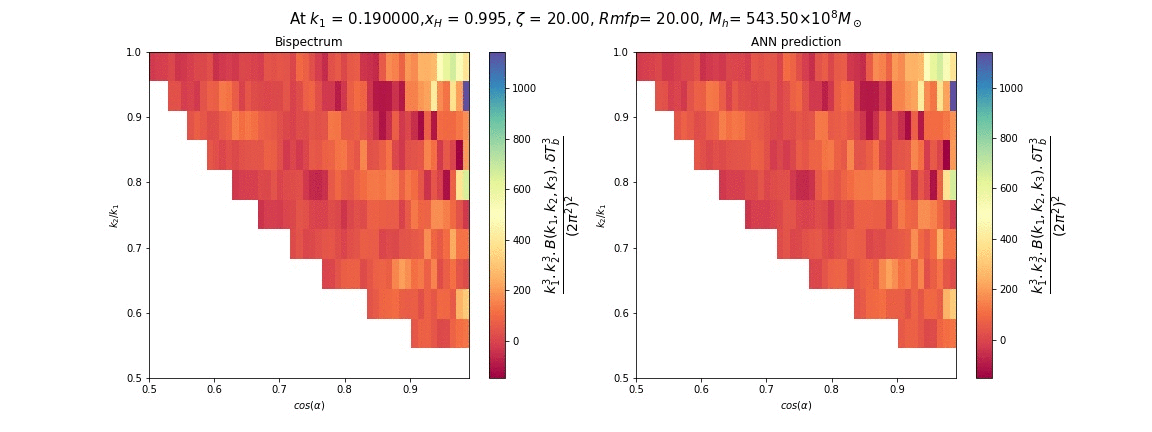 At k₁ = 0.190000,x_H = 0.995, ζ = 20.00, Rmfp= 20.00, M_h= 543.50×10⁸M_⊙
Bispectrum
1.0
0.9
0.8
0.7
0.6
0.5
k₂/k₁
0.5 0.6 0.7 0.8 0.9
cos(α)
1000
800
600
400
200
0
k₁³. k₂³. B(k₁, k₂, k₃). δT_b³
(2π²)²
ANN prediction
1.0
0.9
0.8
0.7
0.6
0.5
k₂/k₁
0.5 0.6 0.7 0.8 0.9
cos(α)
1000
800
600
400
200
0
k₁³. k₂³. B(k₁, k₂, k₃). δT_b³
(2π²)²